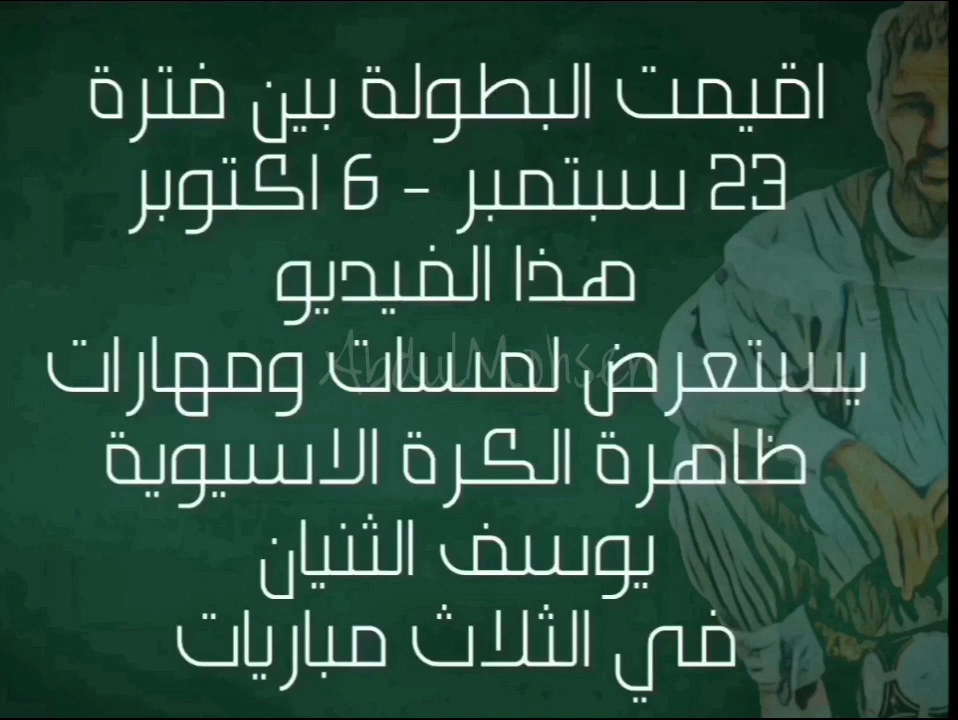 اقيمت البطولة بين فترة
23 سبتمبر - 6 اكتوبر
هذا الفيديو
يستعرض لمسات ومهارات
AbdulMohsen
ظاهرة الكرة الاسيوية
يوسف الثنيان
في الثلاث مباريات